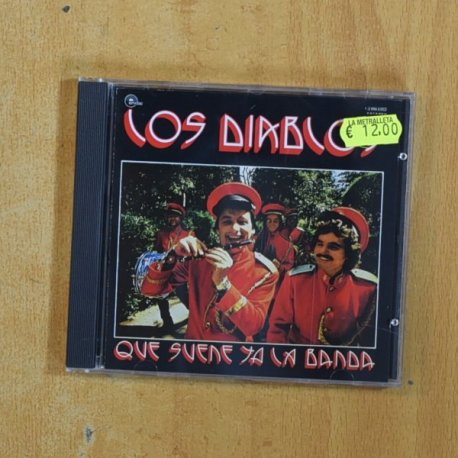 LOS DIABLOS
LA METRALLETA
€ 12,00
QUE SUENE YA LA BANDA